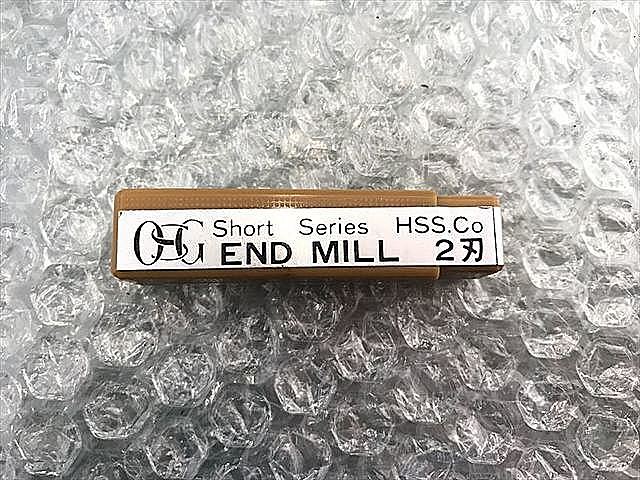 OSG Short Series HSS.Co
END MILL 2刃